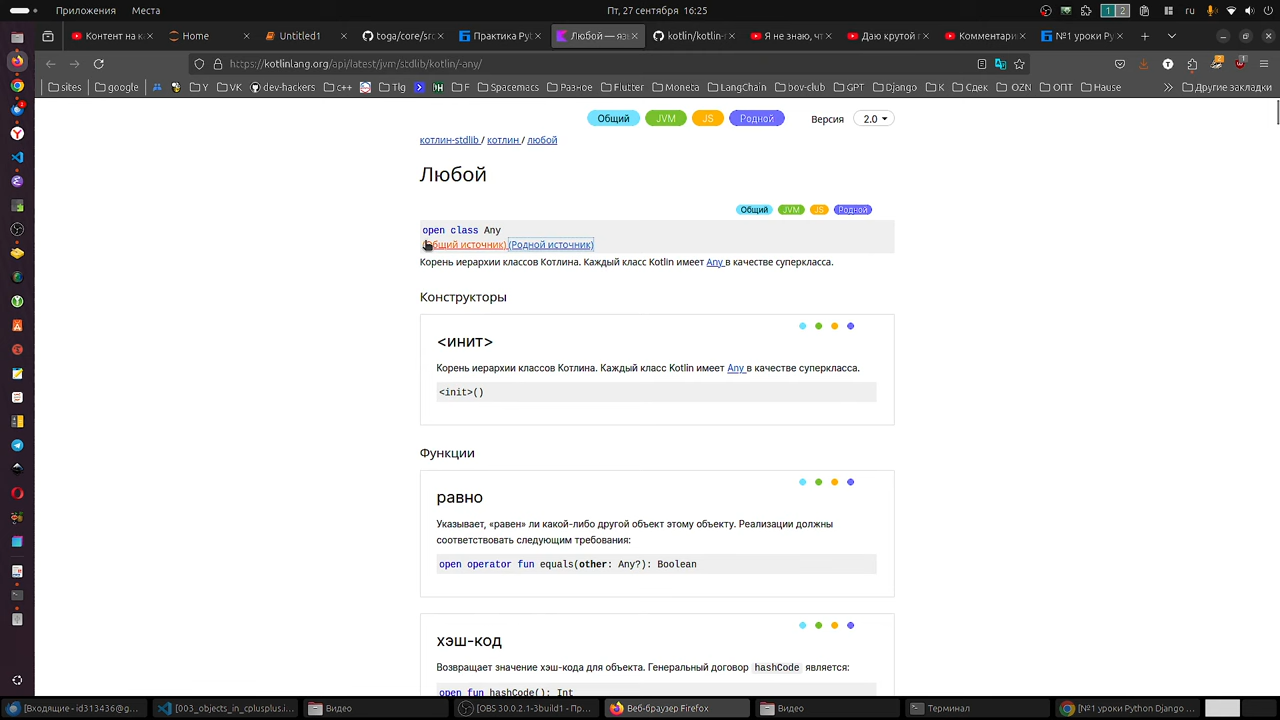 Приложения Места Пт, 27 сентября 16:25 1 2 ru
Контент на к Home Untitled1 toga/core/src Практика Pyt Любой — язь kotlin/kotlin-r Я не знаю, чт Даю крутой г Комментари №1 уроки Py
https://kotlinlang.org/api/latest/jvm/stdlib/kotlin/-any/
sites google Y VK dev-hackers C++ Tlg F Spacemacs Разное Flutter Moneca LangChain bov-club GPT Django K Сдек OZN ОПТ Hause Другие закладки
Общий JVM JS Родной Версия 2.0
котлин-stdlib / котлин / любой
Любой
Общий JVM JS Родной
open class Any
общий источник) (Родной источник)
Корень иерархии классов Котлина. Каждый класс Kotlin имеет Any в качестве суперкласса.
Конструкторы
<инит>
Корень иерархии классов Котлина. Каждый класс Kotlin имеет Any в качестве суперкласса.
<init>()
Функции
равно
Указывает, «равен» ли какой-либо другой объект этому объекту. Реализации должны
соответствовать следующим требования:
open operator fun equals(other: Any?): Boolean
хэш-код
Возвращает значение хэш-кода для объекта. Генеральный договор hashCode является:
open fun hashCode(): Int
[Входящие - id313436@g... [003_objects_in_cplusplus.i... Видео [OBS 30.0.2.1-3build1 - Пр... Веб-браузер Firefox Видео Терминал [№1 уроки Python Django ...